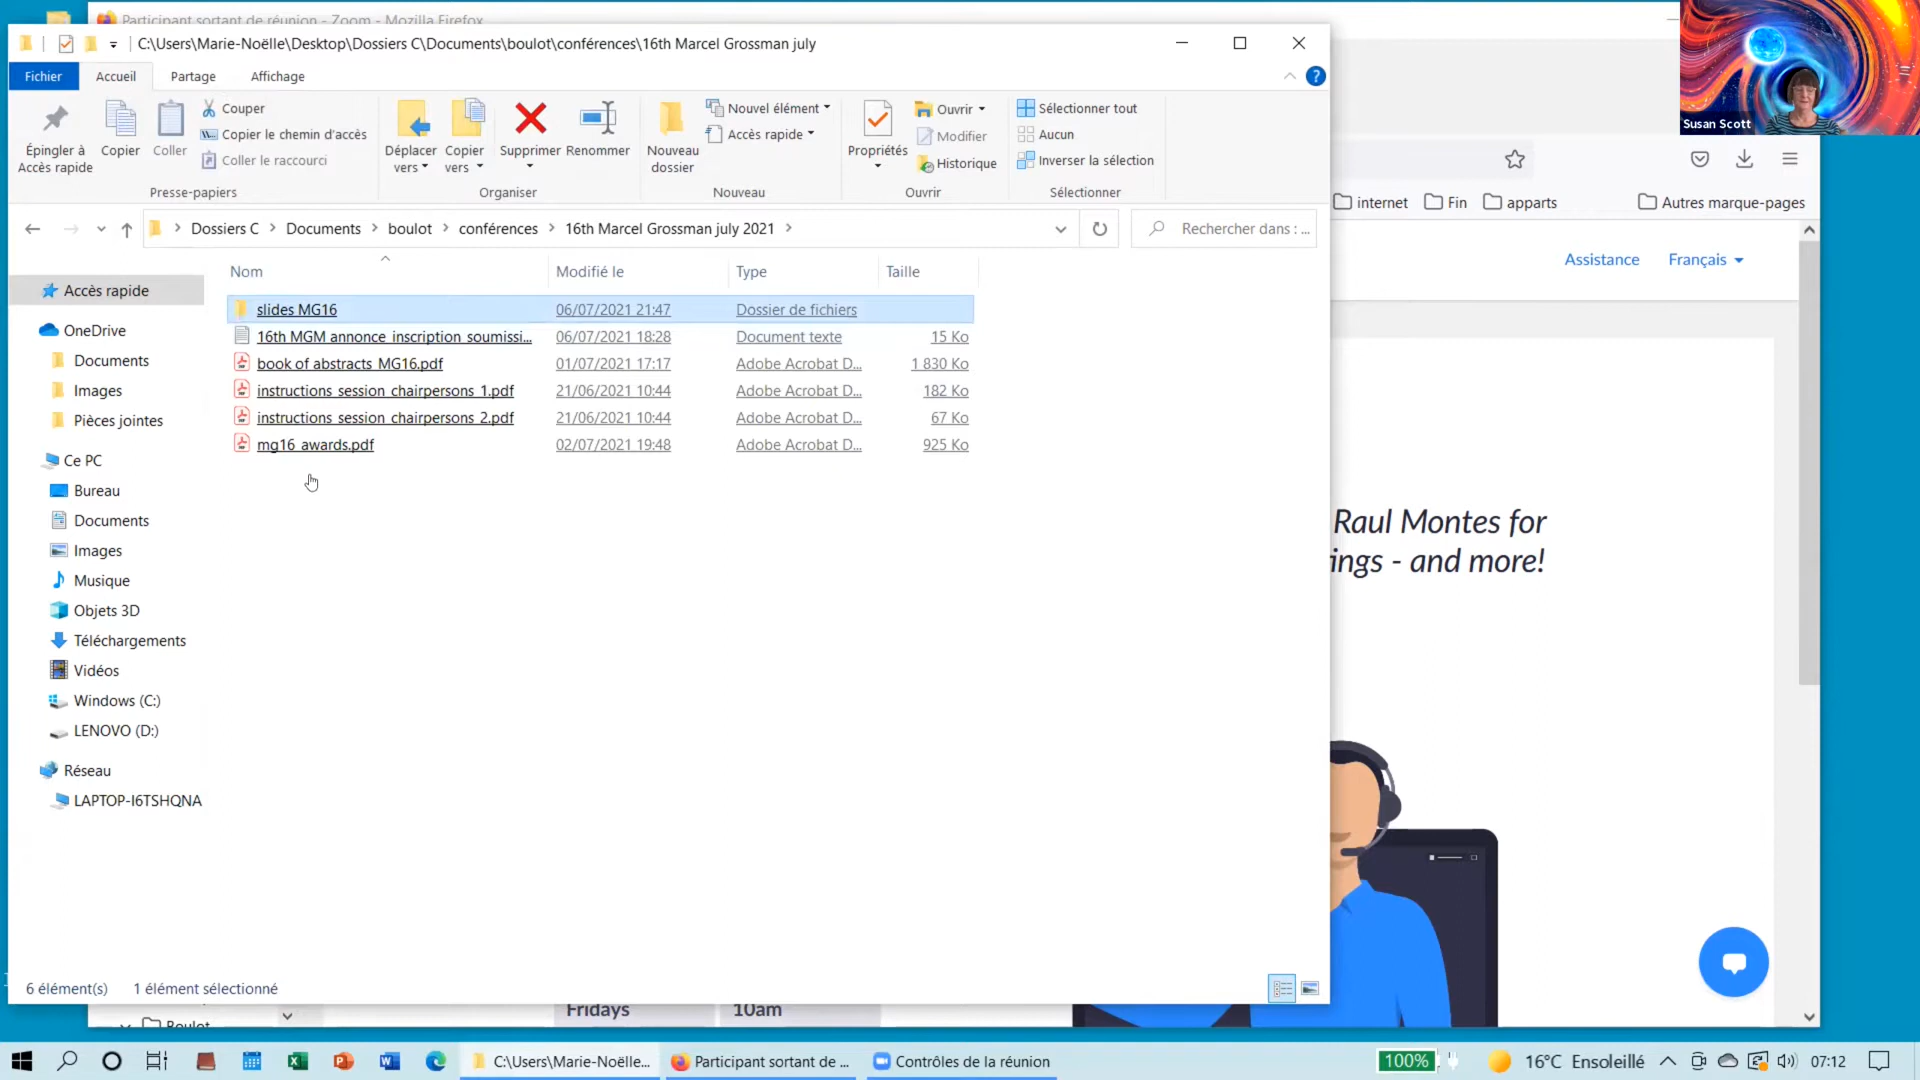 Participant sortant de réunion - Zoom - Mozilla Firefox
C:\Users\Marie-Noëlle\Desktop\Dossiers C\Documents\boulot\conférences\16th Marcel Grossman july
Fichier Accueil Partage Affichage
Épingler à Accès rapide
Copier
Coller
Couper
Copier le chemin d'accès
Coller le raccourci
Presse-papiers
Déplacer vers
Copier vers
Supprimer
Renommer
Organiser
Nouveau dossier
Nouvel élément
Accès rapide
Nouveau
Propriétés
Ouvrir
Modifier
Historique
Ouvrir
Sélectionner tout
Aucun
Inverser la sélection
Sélectionner
Susan Scott
internet Fin apparts Autres marque-pages
Dossiers C > Documents > boulot > conférences > 16th Marcel Grossman july 2021 >
Rechercher dans : ...
Assistance Français
Nom Modifié le Type Taille
slides MG16 06/07/2021 21:47 Dossier de fichiers
16th MGM annonce inscription soumissi... 06/07/2021 18:28 Document texte 15 Ko
book of abstracts MG16.pdf 01/07/2021 17:17 Adobe Acrobat D... 1 830 Ko
instructions session chairpersons 1.pdf 21/06/2021 10:44 Adobe Acrobat D... 182 Ko
instructions session chairpersons 2.pdf 21/06/2021 10:44 Adobe Acrobat D... 67 Ko
mg16 awards.pdf 02/07/2021 19:48 Adobe Acrobat D... 925 Ko
Accès rapide
OneDrive
Documents
Images
Pièces jointes
Ce PC
Bureau
Documents
Images
Musique
Objets 3D
Téléchargements
Vidéos
Windows (C:)
LENOVO (D:)
Réseau
LAPTOP-I6TSHQNA
Raul Montes for
ings - and more!
6 élément(s) 1 élément sélectionné
Boulot
Fridays 10am
C:\Users\Marie-Noëlle... Participant sortant de ... Contrôles de la réunion 100% 16°C Ensoleillé 07:12